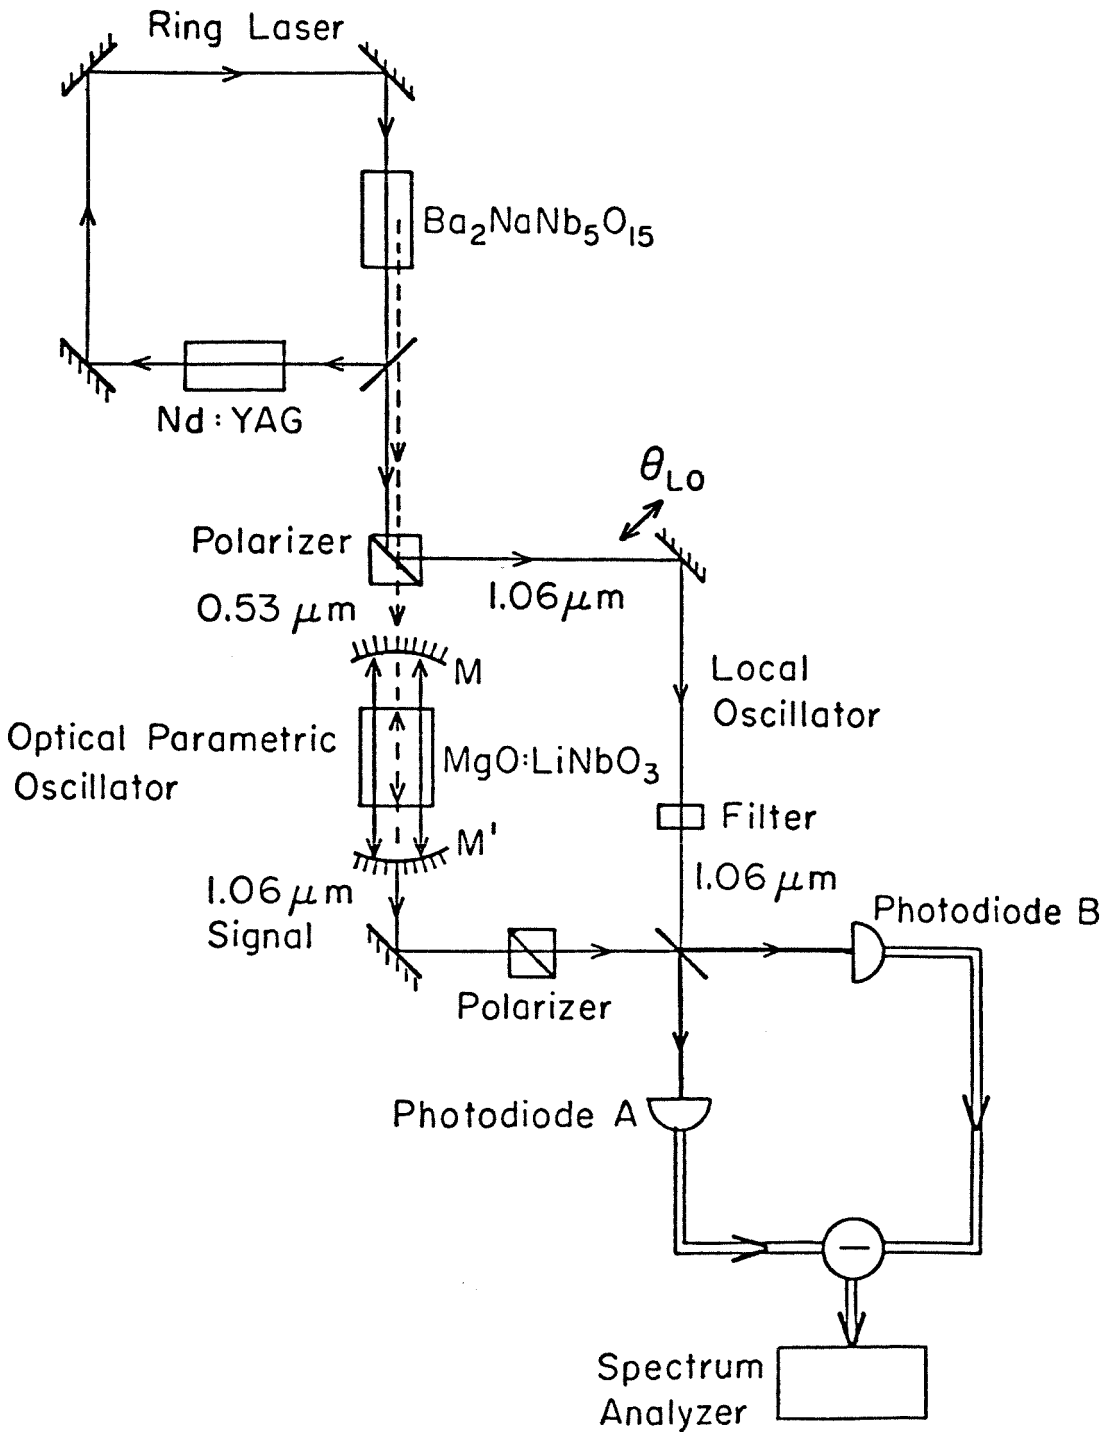 Ring Laser
Ba₂NaNb₅O₁₅
Nd:YAG
θLO
Polarizer
0.53 μm
1.06 μm
M
Local
Oscillator
Optical Parametric
Oscillator
MgO:LiNbO₃
M'
Filter
1.06 μm
Signal
1.06 μm
Photodiode B
Polarizer
Photodiode A
−
Spectrum
Analyzer